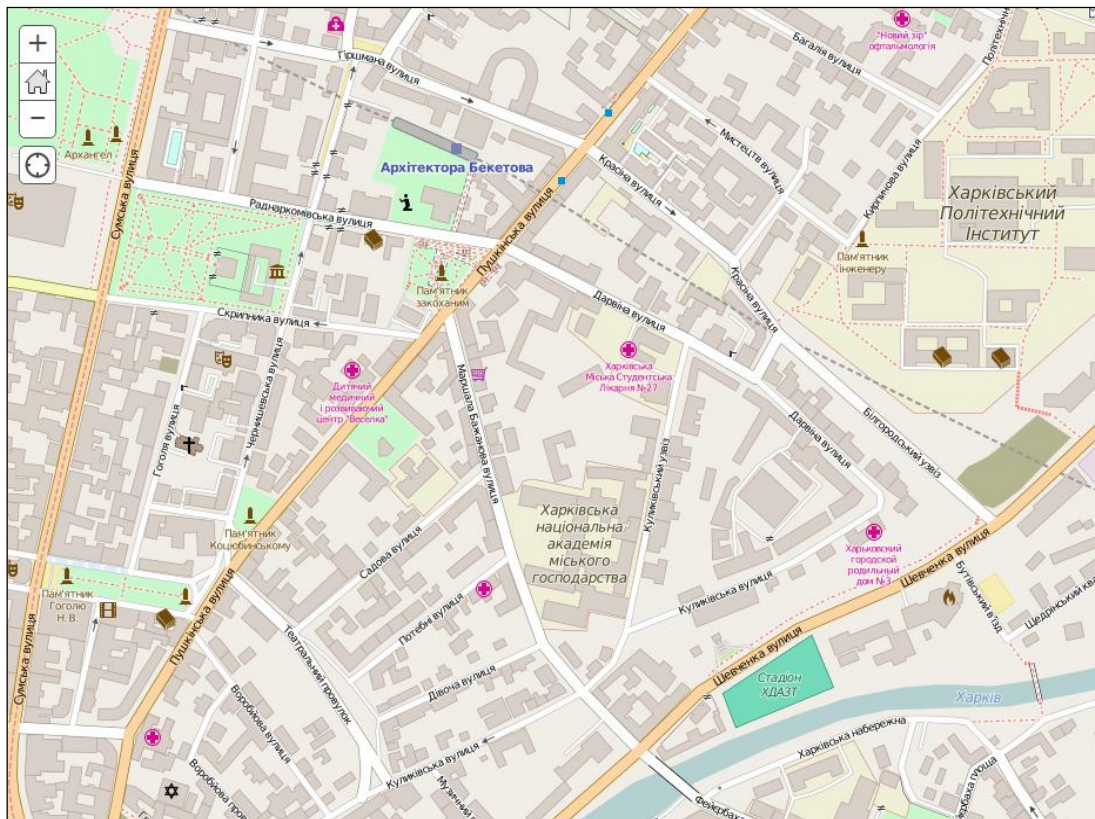 "Новий зір"
офтальмологія
Багалія вулиця
Гіршмана вулиця
Мистецтв вулиця
Архангел
Архітектора Бекетова
Красіна вулиця
Кирпичова вулиця
Харківський
Політехнічний
Інститут
Сумська вулиця
Раднаркомівська вулиця
Пушкінська вулиця
Пам'ятник
інженеру
Пам'ятник
закоханим
Красіна вулиця
Дарвіна вулиця
Скрипника вулиця
Харківська
Міська Студентська
Лікарня №27
Дитячий
медичний
і розвиваючий
центр "Веселка"
Маршала Бажанова вулиця
Чернишевська вулиця
Гоголя вулиця
Дарвіна вулиця
Білгородський узвіз
Куликівський узвіз
Харківська
національна
академія
міського
господарства
Пам'ятник
Коцюбинському
Садова вулиця
Харьковский
городской
родильный
дом №3
Шевченка вулиця
Бутівський в'їзд
Пам'ятник
Гоголю
Н. В.
Потебні вулиця
Куликівська вулиця
Пушкінська вулиця
Театральний провулок
Сумська вулиця
Дівоча вулиця
Шевченка вулиця
Стадіон
ХДАЗТ
Харків
Воробйова вулиця
Харківська набережна
Куликівська вулиця